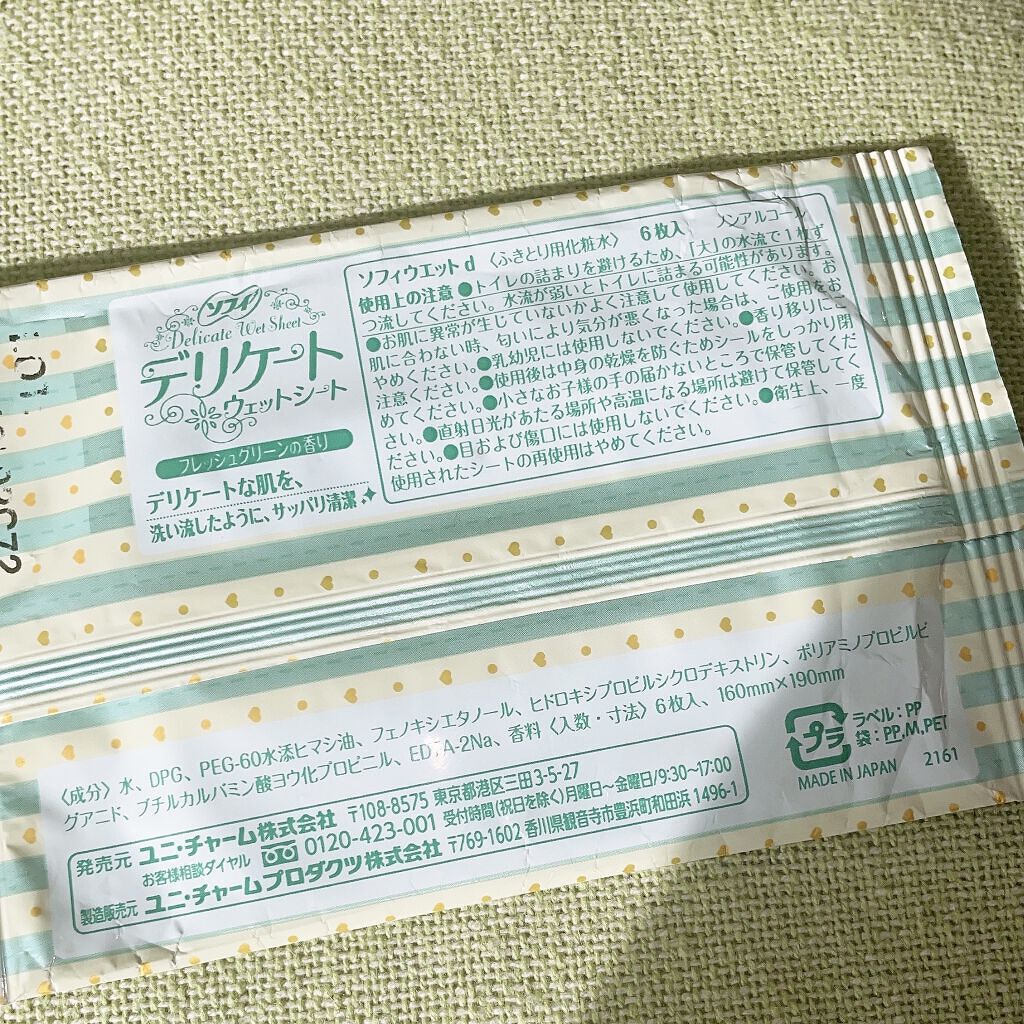 ソフィ
Delicate Wet Sheet
デリケート
ウェットシート
フレッシュグリーンの香り
デリケートな肌を、
洗い流したように、サッパリ清潔
ソフィウエットd 〈ふきとり用化粧水〉 6枚入 ノンアルコール
使用上の注意 ●トイレの詰まりを避けるため、「大」の水流で1枚ず
つ流してください。水流が弱いとトイレに詰まる可能性があります。
●お肌に異常が生じていないかよく注意して使用してください。お
肌に合わない時、匂いにより気分が悪くなった場合は、ご使用をお
やめください。●乳幼児には使用しないでください。●香り移りにご
注意ください。●使用後は中身の乾燥を防ぐためシールをしっかり閉
めてください。●小さなお子様の手の届かないところで保管してくだ
さい。●直射日光があたる場所や高温になる場所は避けて保管してく
ださい。●目および傷口には使用しないでください。●衛生上、一度
使用されたシートの再使用はやめてください。
〈成分〉水、DPG、PEG-60水添ヒマシ油、フェノキシエタノール、ヒドロキシプロピルシクロデキストリン、ポリアミノプロピルビ
グアニド、ブチルカルバミン酸ヨウ化プロピニル、EDTA-2Na、香料〈入数・寸法〉6枚入、160mm×190mm
発売元 ユニ・チャーム株式会社 〒108-8575 東京都港区三田3-5-27
お客様相談ダイヤル 0120-423-001 受付時間(祝日を除く)月曜日〜金曜日/9:30〜17:00
製造販売元 ユニ・チャームプロダクツ株式会社 〒769-1602 香川県観音寺市豊浜町和田浜 1496-1
プラ
ラベル:PP
袋:PP,M,PET
MADE IN JAPAN 2161